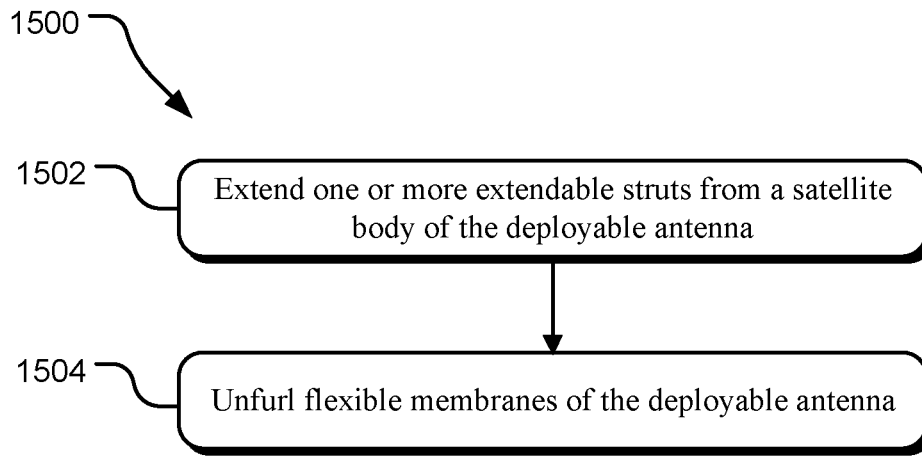 1500
1502
Extend one or more extendable struts from a satellite
body of the deployable antenna
1504
Unfurl flexible membranes of the deployable antenna